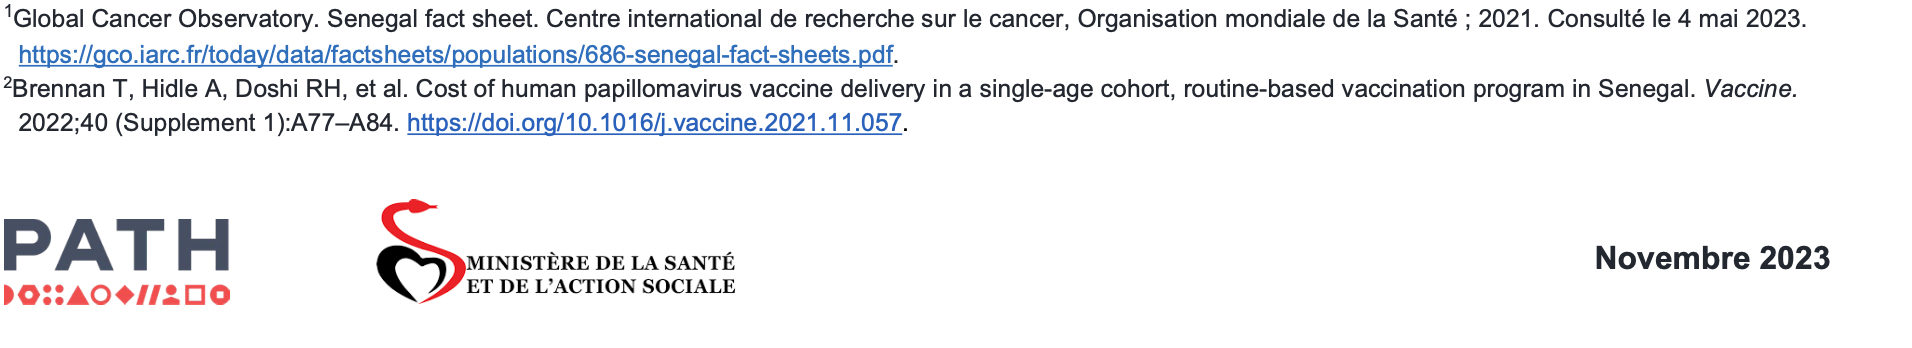 ¹Global Cancer Observatory. Senegal fact sheet. Centre international de recherche sur le cancer, Organisation mondiale de la Santé ; 2021. Consulté le 4 mai 2023.
https://gco.iarc.fr/today/data/factsheets/populations/686-senegal-fact-sheets.pdf.
²Brennan T, Hidle A, Doshi RH, et al. Cost of human papillomavirus vaccine delivery in a single-age cohort, routine-based vaccination program in Senegal. Vaccine.
2022;40 (Supplement 1):A77–A84. https://doi.org/10.1016/j.vaccine.2021.11.057.
PATH
MINISTÈRE DE LA SANTÉ
ET DE L’ACTION SOCIALE
Novembre 2023